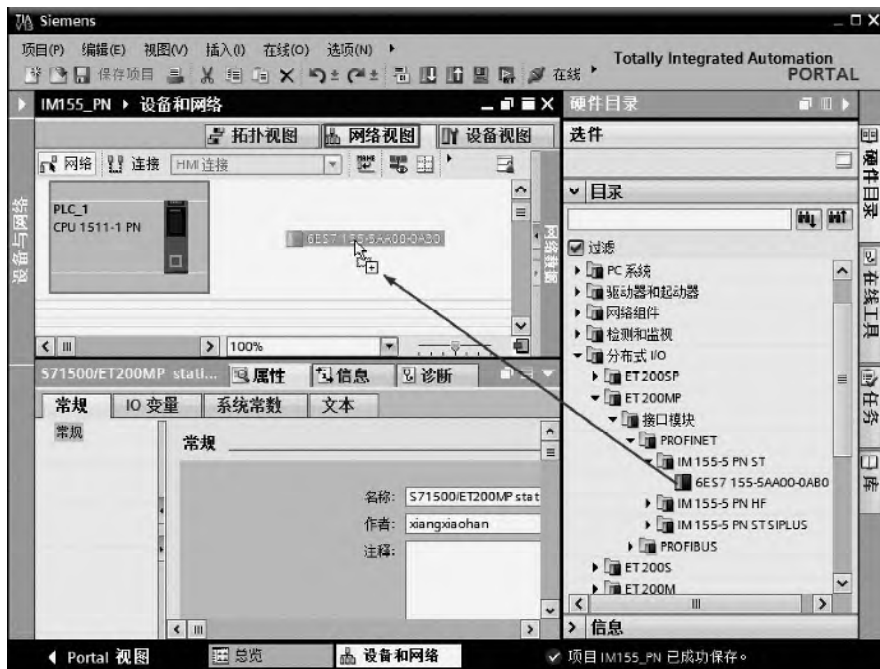 Siemens
项目(P) 编辑(E) 视图(V) 插入(I) 在线(O) 选项(N)
Totally Integrated Automation
PORTAL
保存项目
在线
IM155_PN 设备和网络
硬件目录
拓扑视图 网络视图 设备视图
选件
网络 连接 HMI 连接
目录
PLC_1
CPU 1511-1 PN
6ES7 155-5AA00-0AB0
过滤
PC 系统
驱动器和起动器
网络组件
检测和监视
分布式 I/O
ET 200SP
ET 200MP
接口模块
PROFINET
IM 155-5 PN ST
6ES7 155-5AA00-0AB0
IM 155-5 PN HF
IM 155-5 PN ST SIPLUS
PROFIBUS
ET 200S
ET 200M
信息
100%
设备与网络
网络数据
S71500/ET200MP stati... 属性 信息 诊断
常规 IO 变量 系统常数 文本
常规
常规
名称: S71500/ET200MP stat
作者: xiangxiaohan
注释:
硬件目录
在线工具
任务
库
Portal 视图 总览 设备和网络 项目 IM155_PN 已成功保存。